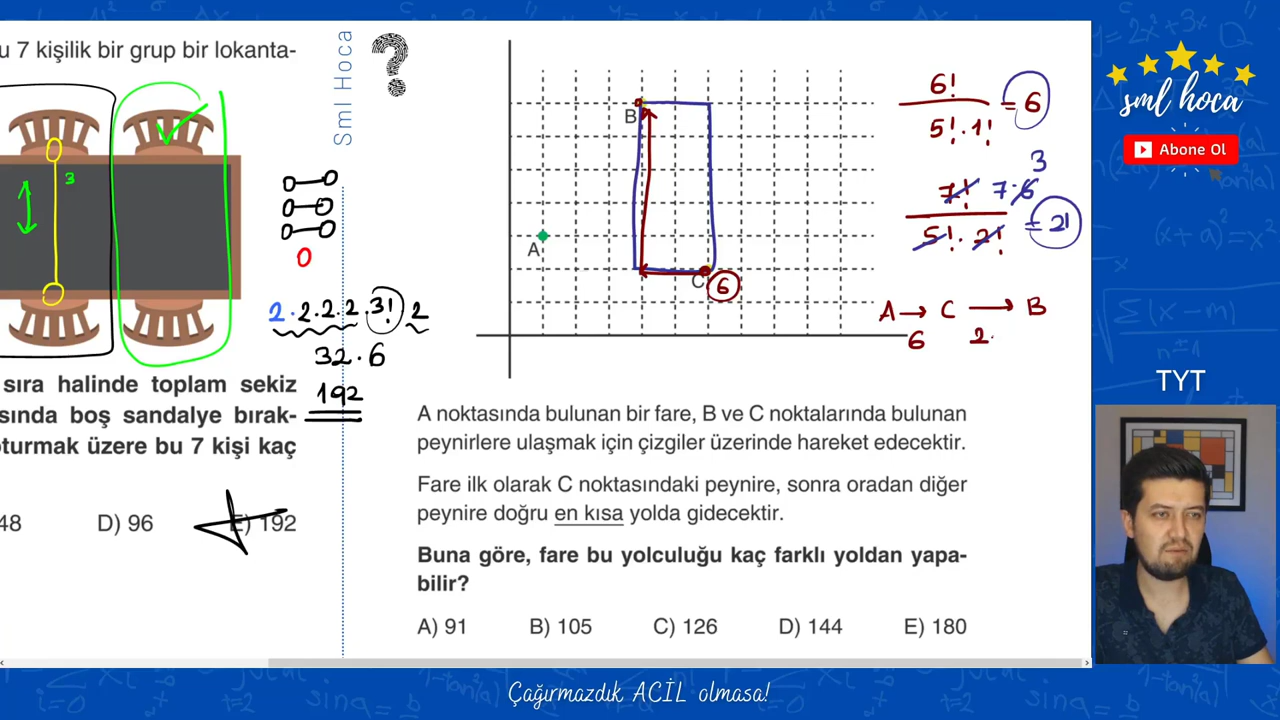 u 7 kişilik bir grup bir lokanta-
3
0
2.2.2.2.3!.2
32.6
192
sıra halinde toplam sekiz
sında boş sandalye bırak-
oturmak üzere bu 7 kişi kaç
48
D) 96
E) 192
Sml Hoca
?
B
A
C
6
6!
5!.1!
= 6
7! 7.6
3
5!.2!
= 21
A → C → B
6 2.
A noktasında bulunan bir fare, B ve C noktalarında bulunan
peynirlere ulaşmak için çizgiler üzerinde hareket edecektir.
Fare ilk olarak C noktasındaki peynire, sonra oradan diğer
peynire doğru en kısa yolda gidecektir.
Buna göre, fare bu yolculuğu kaç farklı yoldan yapa-
bilir?
A) 91
B) 105
C) 126
D) 144
E) 180
sml hoca
Abone Ol
TYT
Çağırmazdık ACİL olmasa!